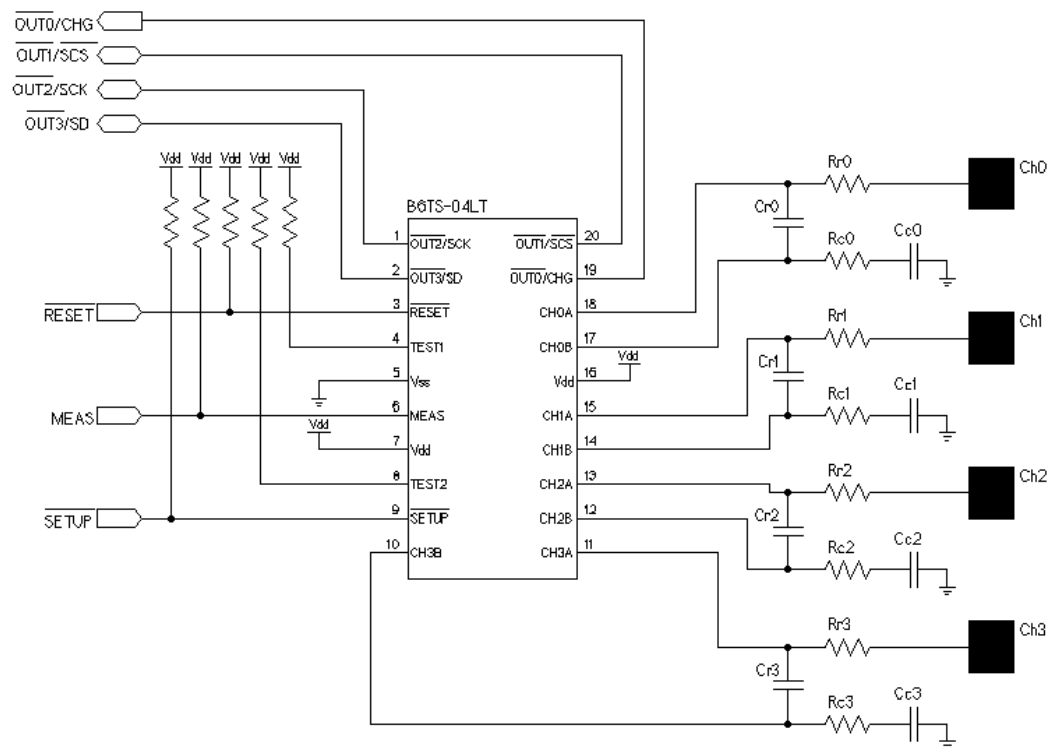 OUT0/CHG
OUT1/SCS
OUT2/SCK
OUT3/SD
Vdd Vdd Vdd Vdd Vdd
RESET
MEAS
SETUP
Vdd
B6TS-04LT
1 OUT2/SCK
2 OUT3/SD
3 RESET
4 TEST1
5 Vss
6 MEAS
7 Vdd
8 TEST2
9 SETUP
10 CH3B
OUT1/SCS 20
OUT0/CHG 19
CH0A 18
CH0B 17
Vdd 16
CH1A 15
CH1B 14
CH2A 13
CH2B 12
CH3A 11
Vdd
Rr0
Ch0
Cr0
Rc0
Cc0
Rr1
Ch1
Cr1
Rc1
Cc1
Rr2
Ch2
Cr2
Rc2
Cc2
Rr3
Ch3
Cr3
Rc3
Cc3